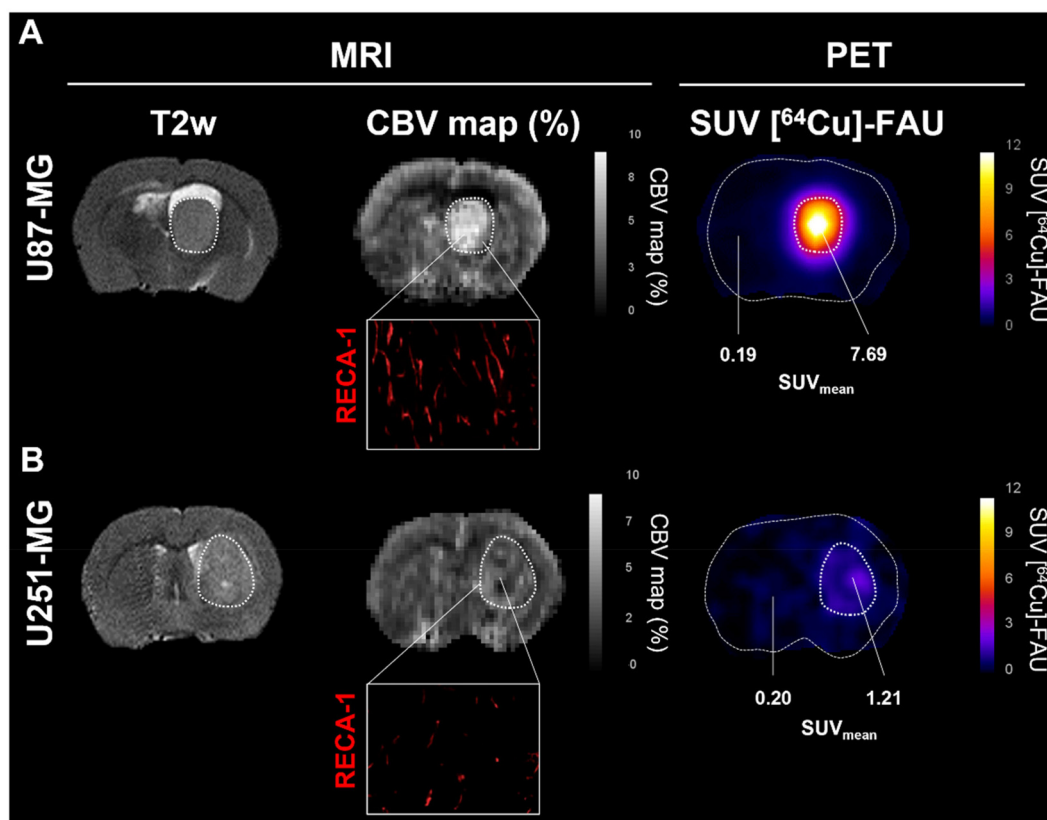 A
MRI
PET
T2w
CBV map (%)
SUV [⁶⁴Cu]-FAU
U87-MG
10
8
5
3
0
CBV map (%)
12
9
6
3
0
SUV [⁶⁴Cu]-FAU
0.19
7.69
SUVmean
RECA-1
B
U251-MG
10
7
5
2
0
CBV map (%)
12
9
6
3
0
SUV [⁶⁴Cu]-FAU
0.20
1.21
SUVmean
RECA-1